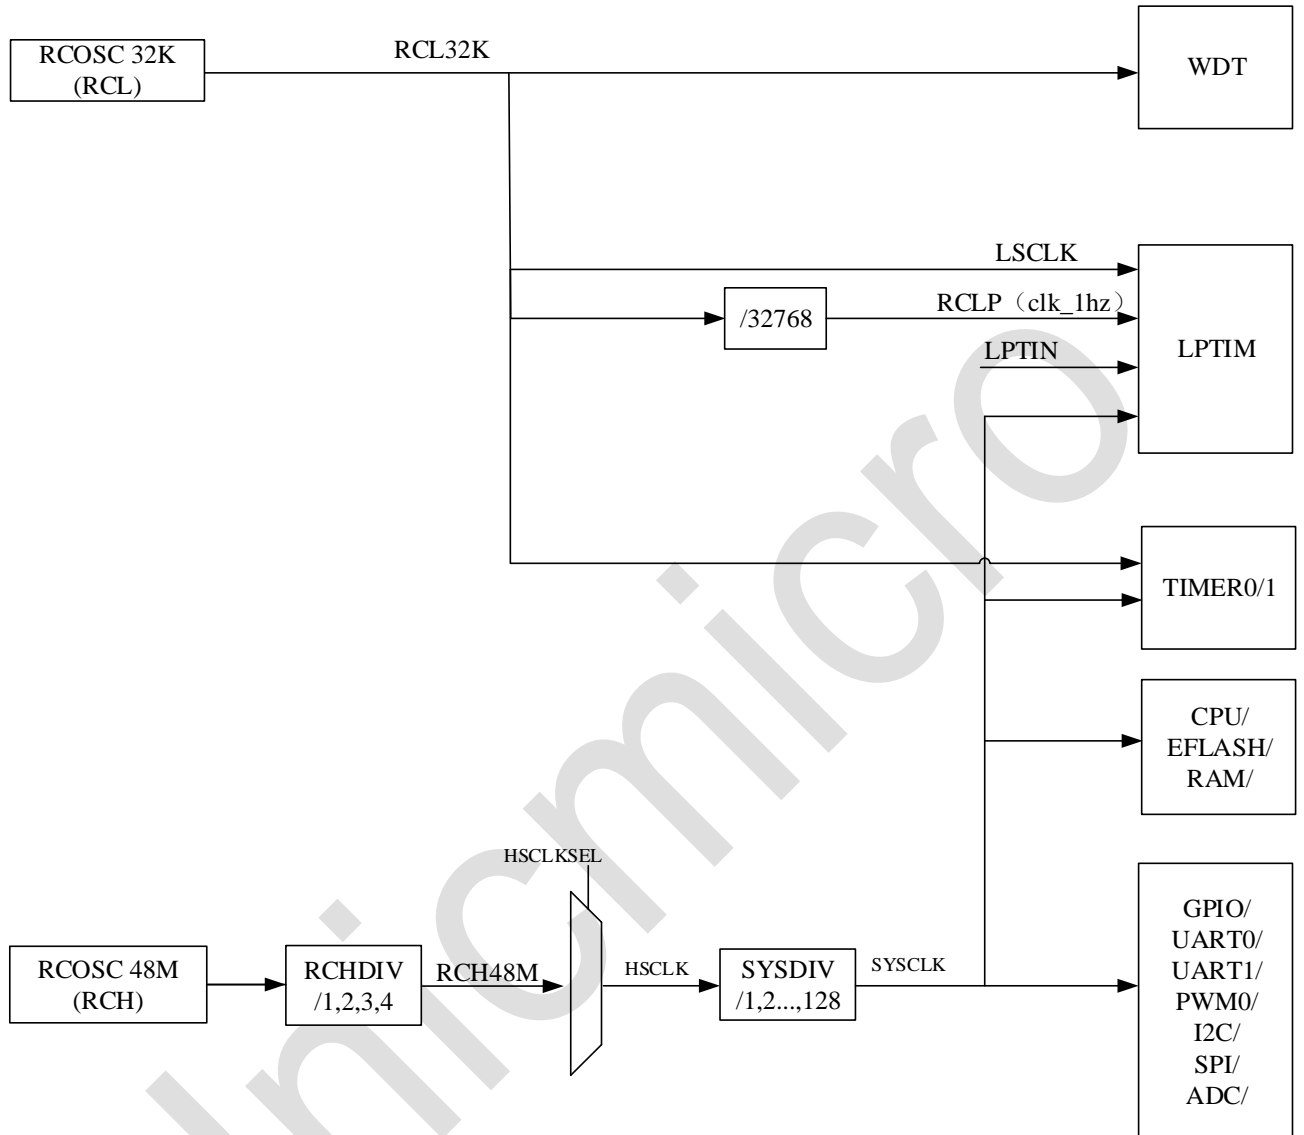 RCOSC 32K
(RCL)
RCL32K
WDT
LSCLK
/32768
RCLP（clk_1hz）
LPTIN
LPTIM
TIMER0/1
CPU/
EFLASH/
RAM/
HSCLKSEL
RCOSC 48M
(RCH)
RCHDIV
/1,2,3,4
RCH48M
HSCLK
SYSDIV
/1,2...,128
SYSCLK
GPIO/
UART0/
UART1/
PWM0/
I2C/
SPI/
ADC/
nicmicro